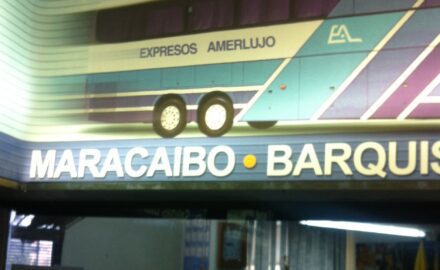 EXPRESOS AMERLUJO
EA
MARACAIBO • BARQUIS